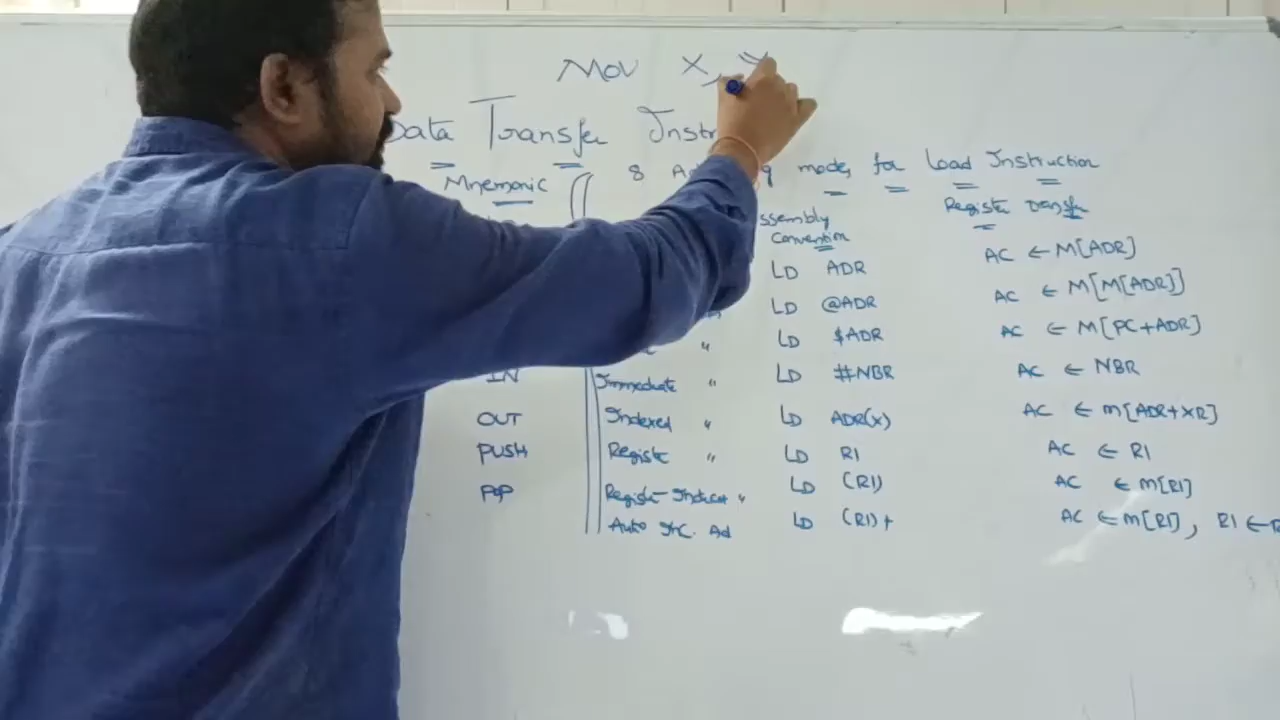 MOV X, Y
Data Transfer Instr
8 mode, for Load Instruction
Mnemonic
Register Transfer
ssembly
Convention
LD ADR AC ← M[ADR]
LD @ADR AC ← M[M[ADR]]
" LD $ADR AC ← M[PC+ADR]
IN Immediate " LD #NBR AC ← NBR
OUT Indexed " LD ADR(X) AC ← M[ADR+XR]
PUSH Registe " LD R1 AC ← R1
POP Register " LD (R1) AC ← M[R1]
Auto Inc. Ad LD (R1)+ AC ← M[R1], R1 ← R